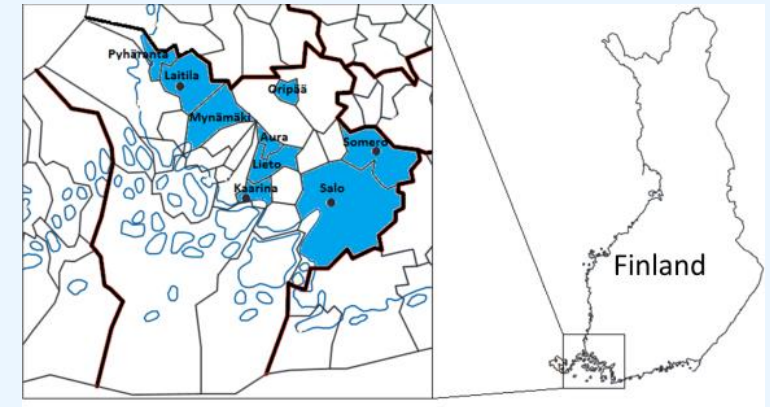 Pyhäranta
Laitila
Oripää
Mynämäki
Aura
Somero
Lieto
Kaarina
Salo
Finland